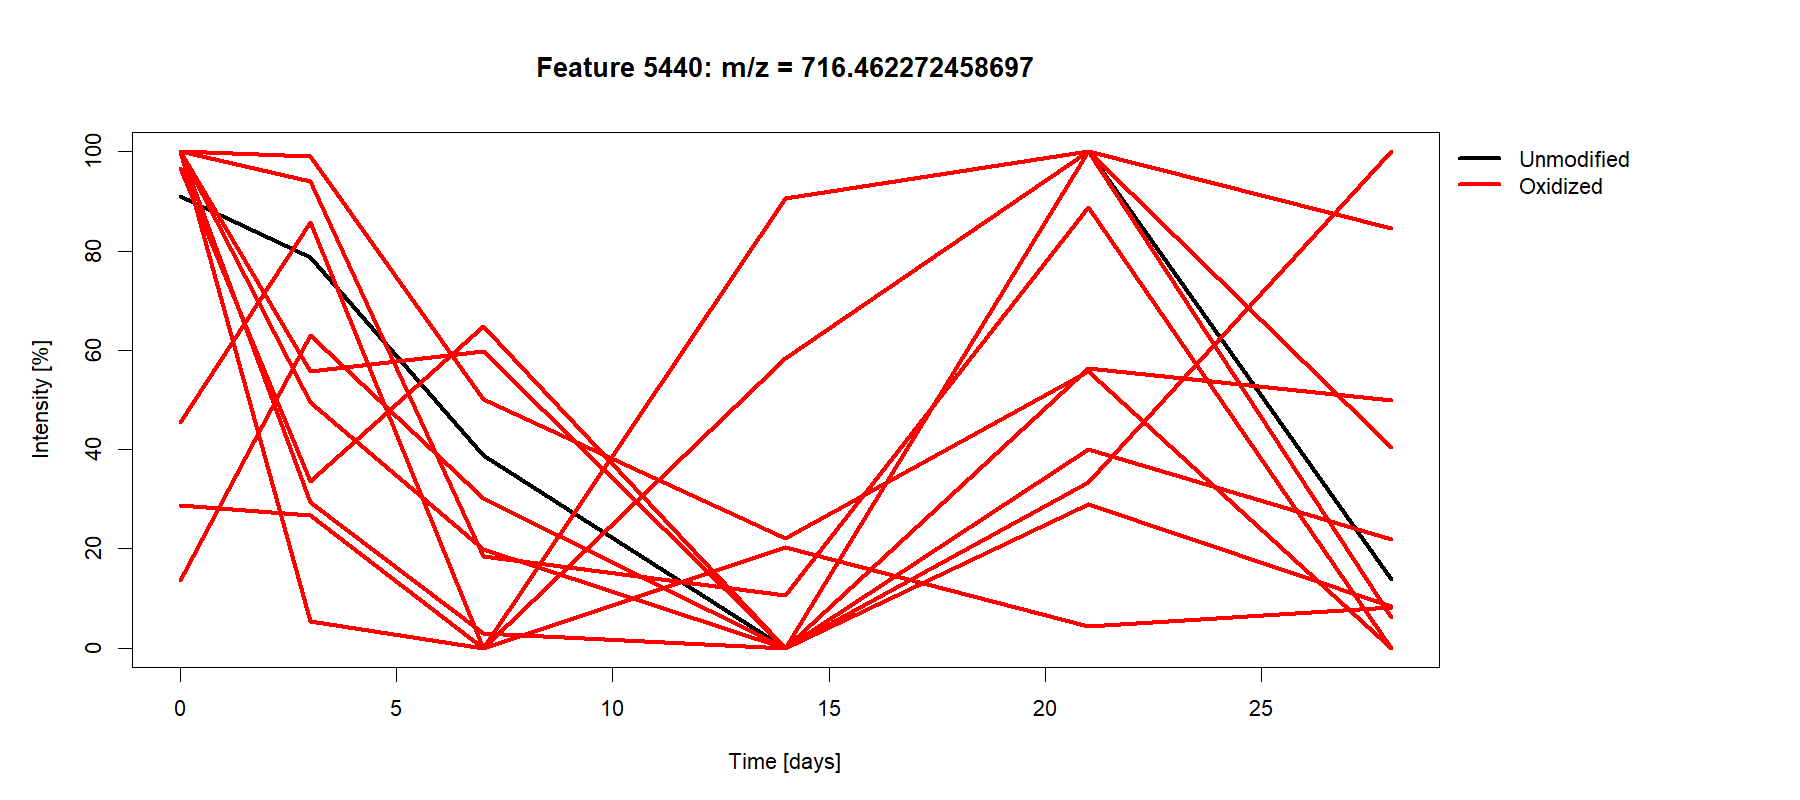 Feature 5440: m/z = 716.462272458697
Unmodified
Oxidized
Intensity [%]
100
80
60
40
20
0
0 5 10 15 20 25
Time [days]